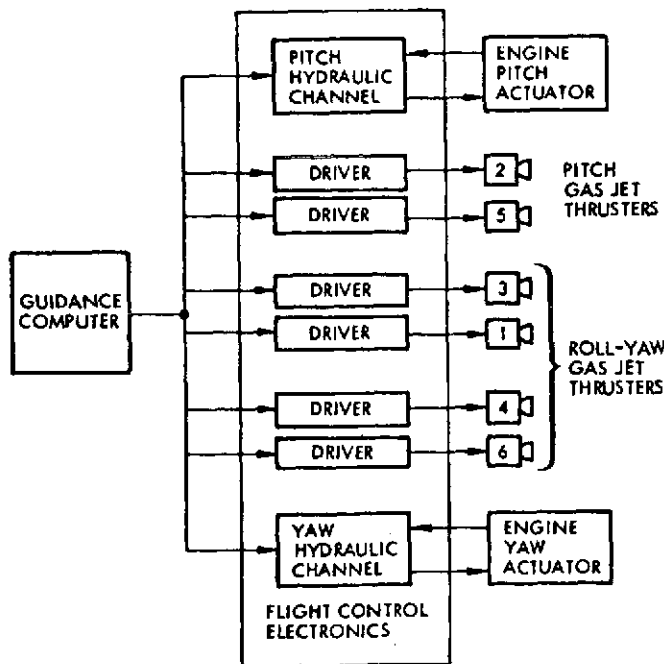 PITCH
HYDRAULIC
CHANNEL
ENGINE
PITCH
ACTUATOR
DRIVER
2
PITCH
GAS JET
THRUSTERS
DRIVER
5
GUIDANCE
COMPUTER
DRIVER
3
DRIVER
1
ROLL-YAW
GAS JET
THRUSTERS
DRIVER
4
DRIVER
6
YAW
HYDRAULIC
CHANNEL
ENGINE
YAW
ACTUATOR
FLIGHT CONTROL
ELECTRONICS